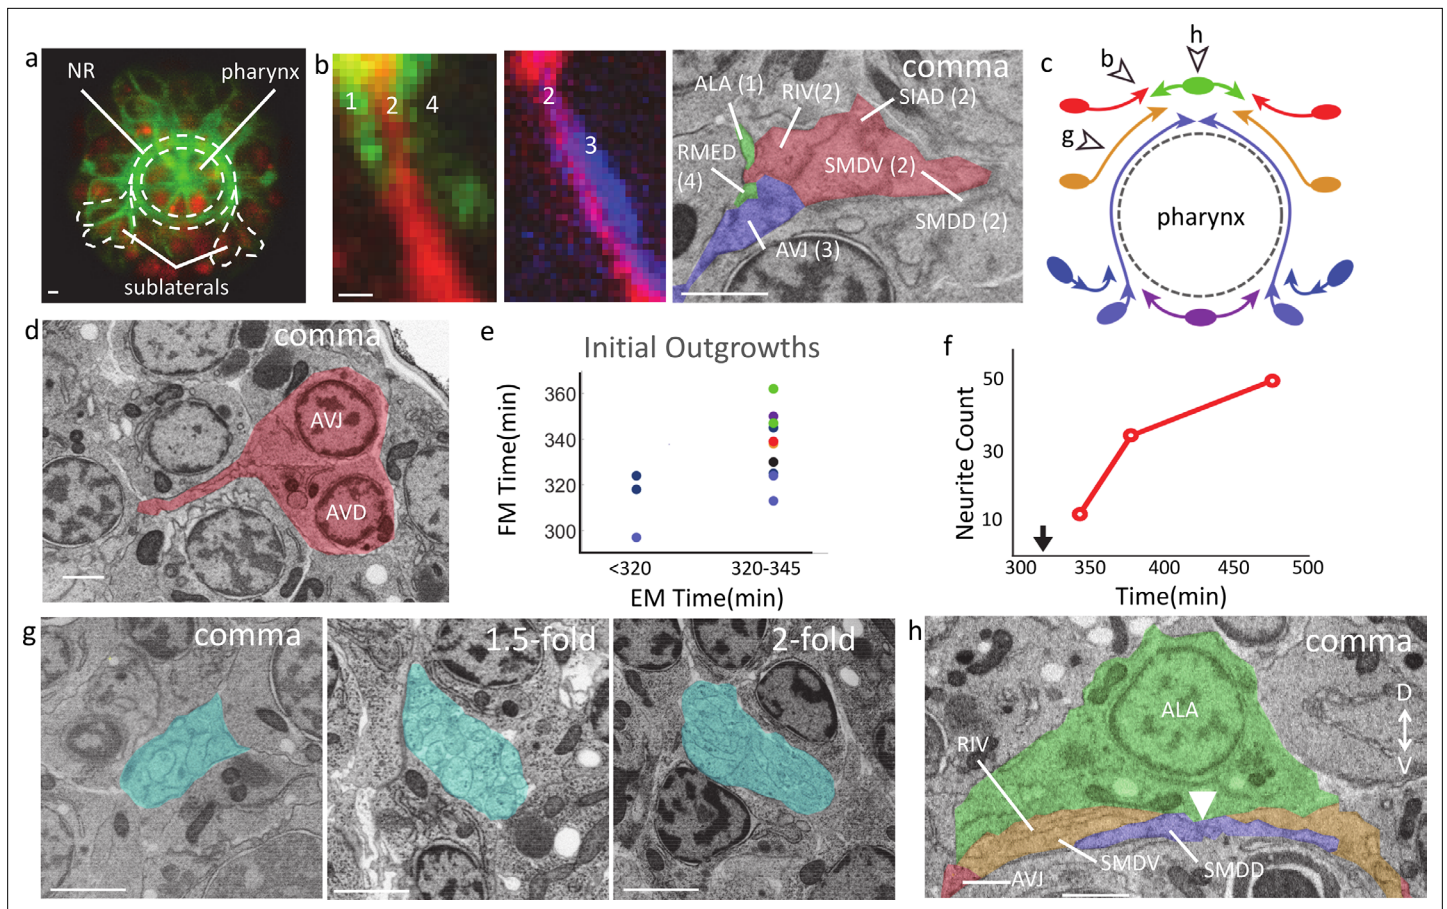 a
NR
pharynx
sublaterals
b
1
2
4
2
3
comma
ALA (1)
RIV(2)
SIAD (2)
RMED
(4)
SMDV (2)
SMDD (2)
AVJ (3)
c
h
b
g
pharynx
d
comma
AVJ
AVD
e
Initial Outgrowths
FM Time(min)
360
340
320
300
<320
320-345
EM Time(min)
f
Neurite Count
50
30
10
300
350
400
450
500
Time(min)
g
comma
1.5-fold
2-fold
h
comma
D
V
ALA
RIV
SMDV
SMDD
AVJ